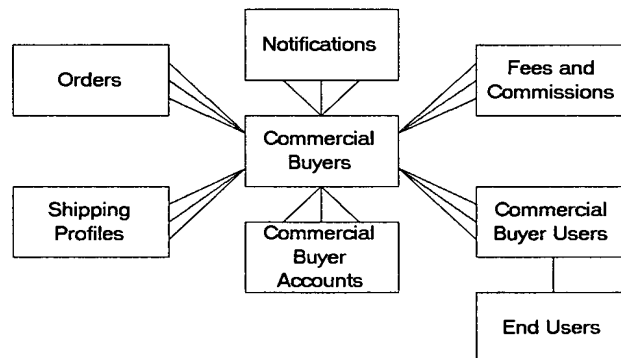 Notifications
Orders
Fees and
Commissions
Commercial
Buyers
Shipping
Profiles
Commercial
Buyer
Accounts
Commercial
Buyer Users
End Users